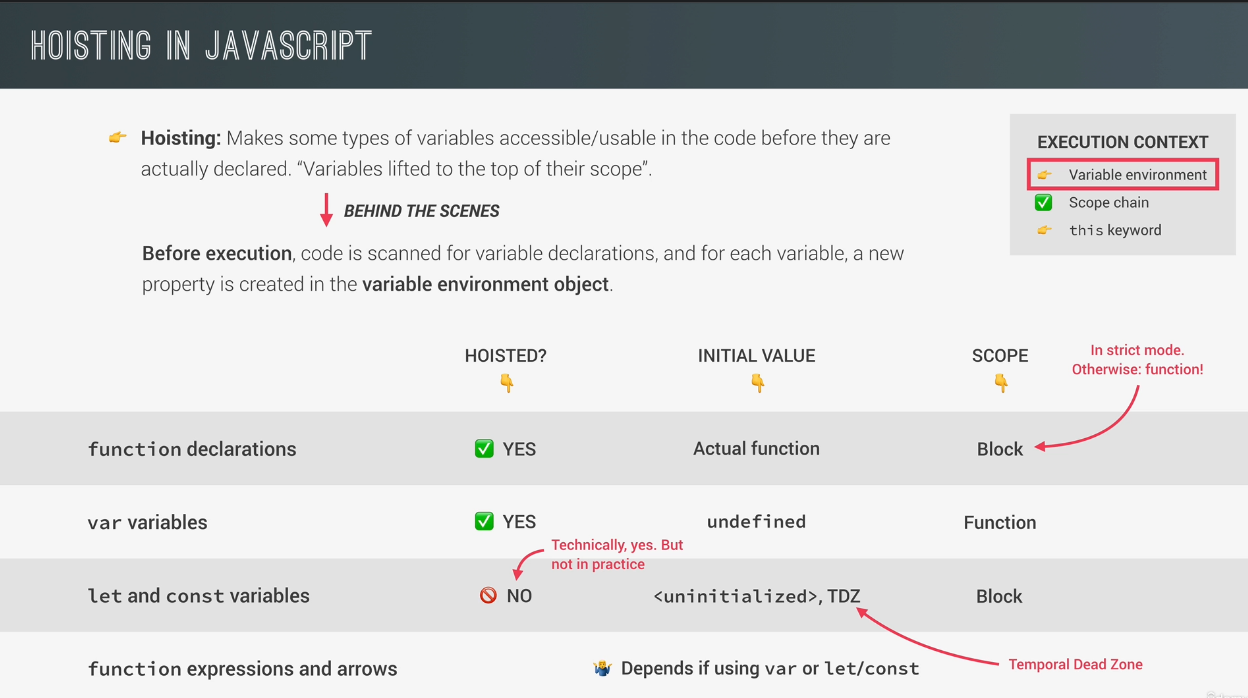 HOISTING IN JAVASCRIPT
Hoisting: Makes some types of variables accessible/usable in the code before they are
actually declared. “Variables lifted to the top of their scope”.
BEHIND THE SCENES
Before execution, code is scanned for variable declarations, and for each variable, a new
property is created in the variable environment object.
EXECUTION CONTEXT
Variable environment
Scope chain
this keyword
HOISTED?
INITIAL VALUE
SCOPE
In strict mode.
Otherwise: function!
function declarations
YES
Actual function
Block
var variables
YES
undefined
Function
Technically, yes. But
not in practice
let and const variables
NO
<uninitialized>, TDZ
Block
Temporal Dead Zone
function expressions and arrows
Depends if using var or let/const